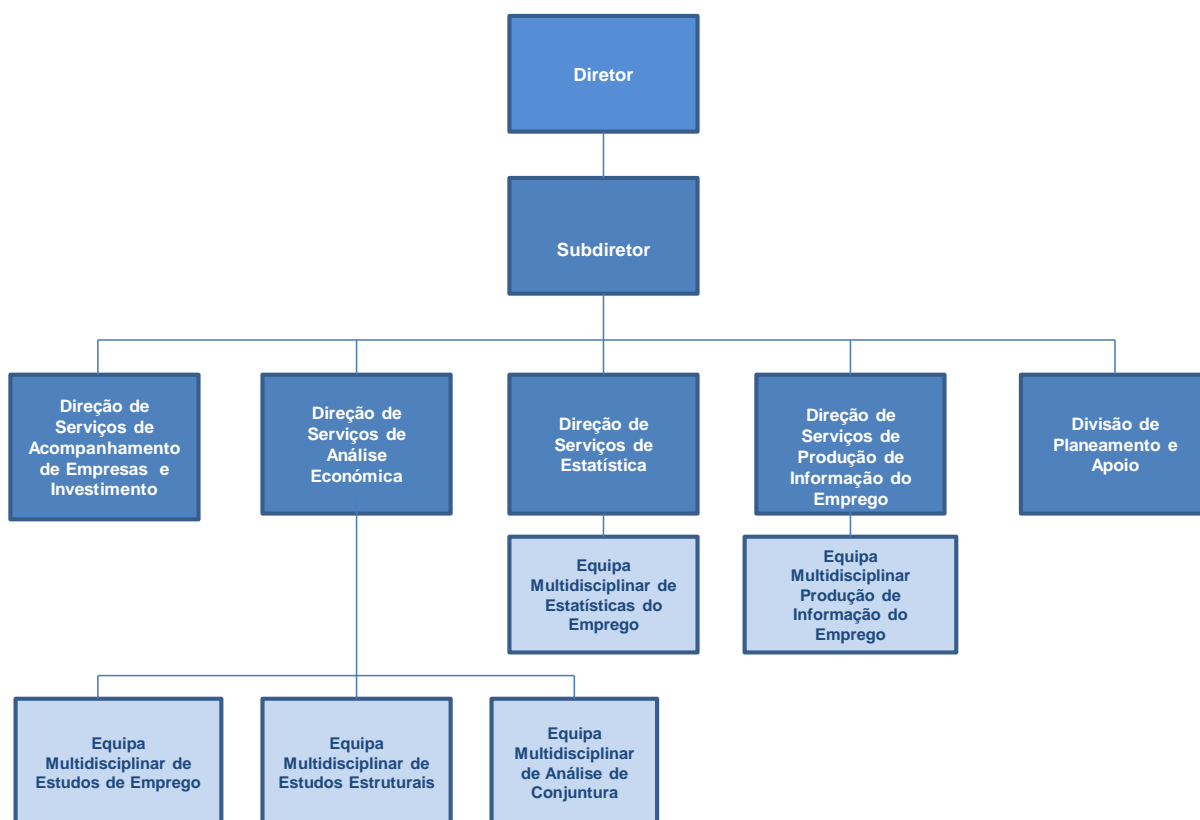 Diretor
Subdiretor
Direção de
Serviços de
Acompanhamento
de Empresas e
Investimento
Direção de
Serviços de
Análise
Económica
Direção de
Serviços de
Estatística
Direção de
Serviços de
Produção de
Informação do
Emprego
Divisão de
Planeamento e
Apoio
Equipa
Multidisciplinar de
Estatísticas do
Emprego
Equipa
Multidisciplinar
Produção de
Informação do
Emprego
Equipa
Multidisciplinar de
Estudos de Emprego
Equipa
Multidisciplinar de
Estudos Estruturais
Equipa
Multidisciplinar
de Análise de
Conjuntura